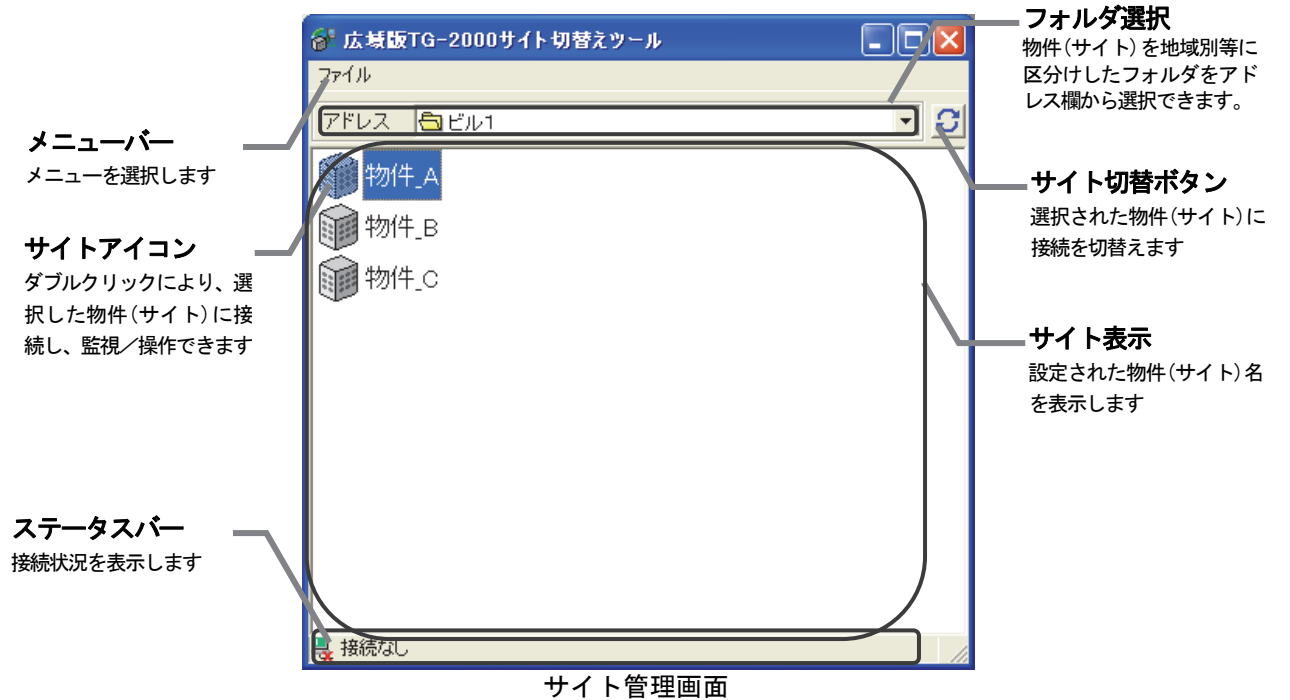 フォルダ選択
物件(サイト)を地域別等に
区分けしたフォルダをアド
レス欄から選択できます。
広域版TG-2000サイト切替えツール
ファイル
アドレス ビル1
メニューバー
メニューを選択します
物件_A
物件_B
物件_C
サイト切替ボタン
選択された物件(サイト)に
接続を切替えます
サイトアイコン
ダブルクリックにより、選
択した物件(サイト)に接
続し、監視／操作できます
サイト表示
設定された物件(サイト)名
を表示します
ステータスバー
接続状況を表示します
接続なし
サイト管理画面